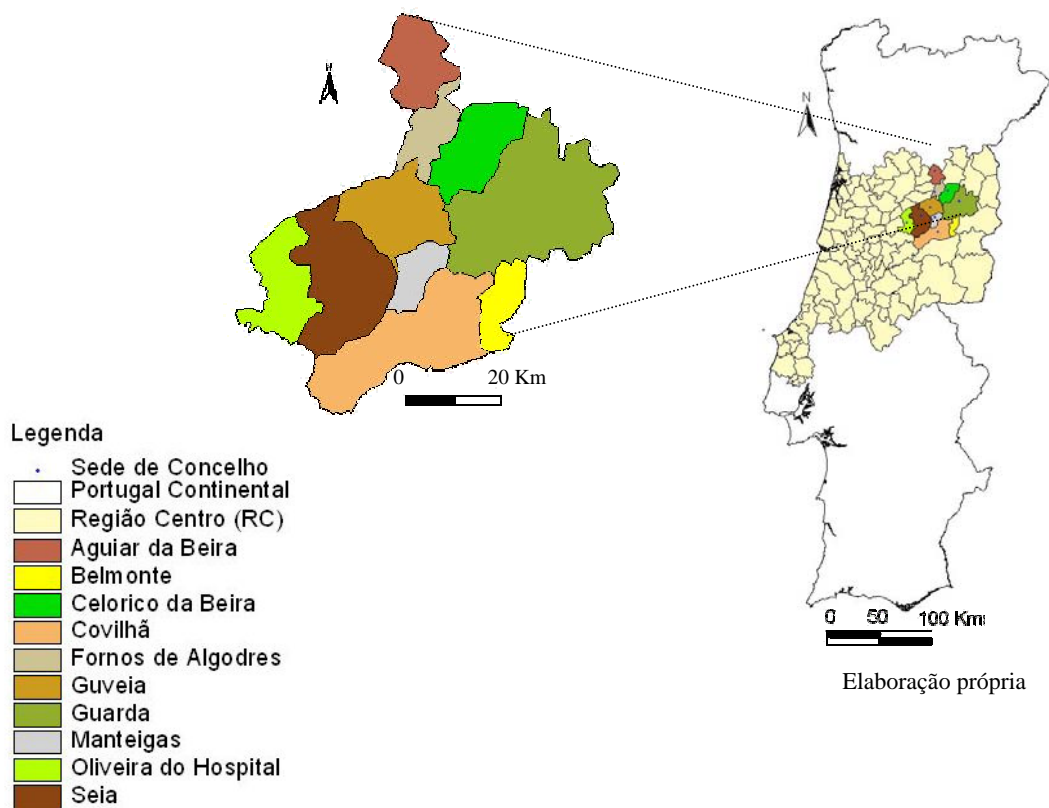 N
N
0 20 Km
Legenda
Sede de Concelho
Portugal Continental
Região Centro (RC)
Aguiar da Beira
Belmonte
Celorico da Beira
Covilhã
Fornos de Algodres
Guveia
Guarda
Manteigas
Oliveira do Hospital
Seia
0 50 100 Kms
Elaboração própria